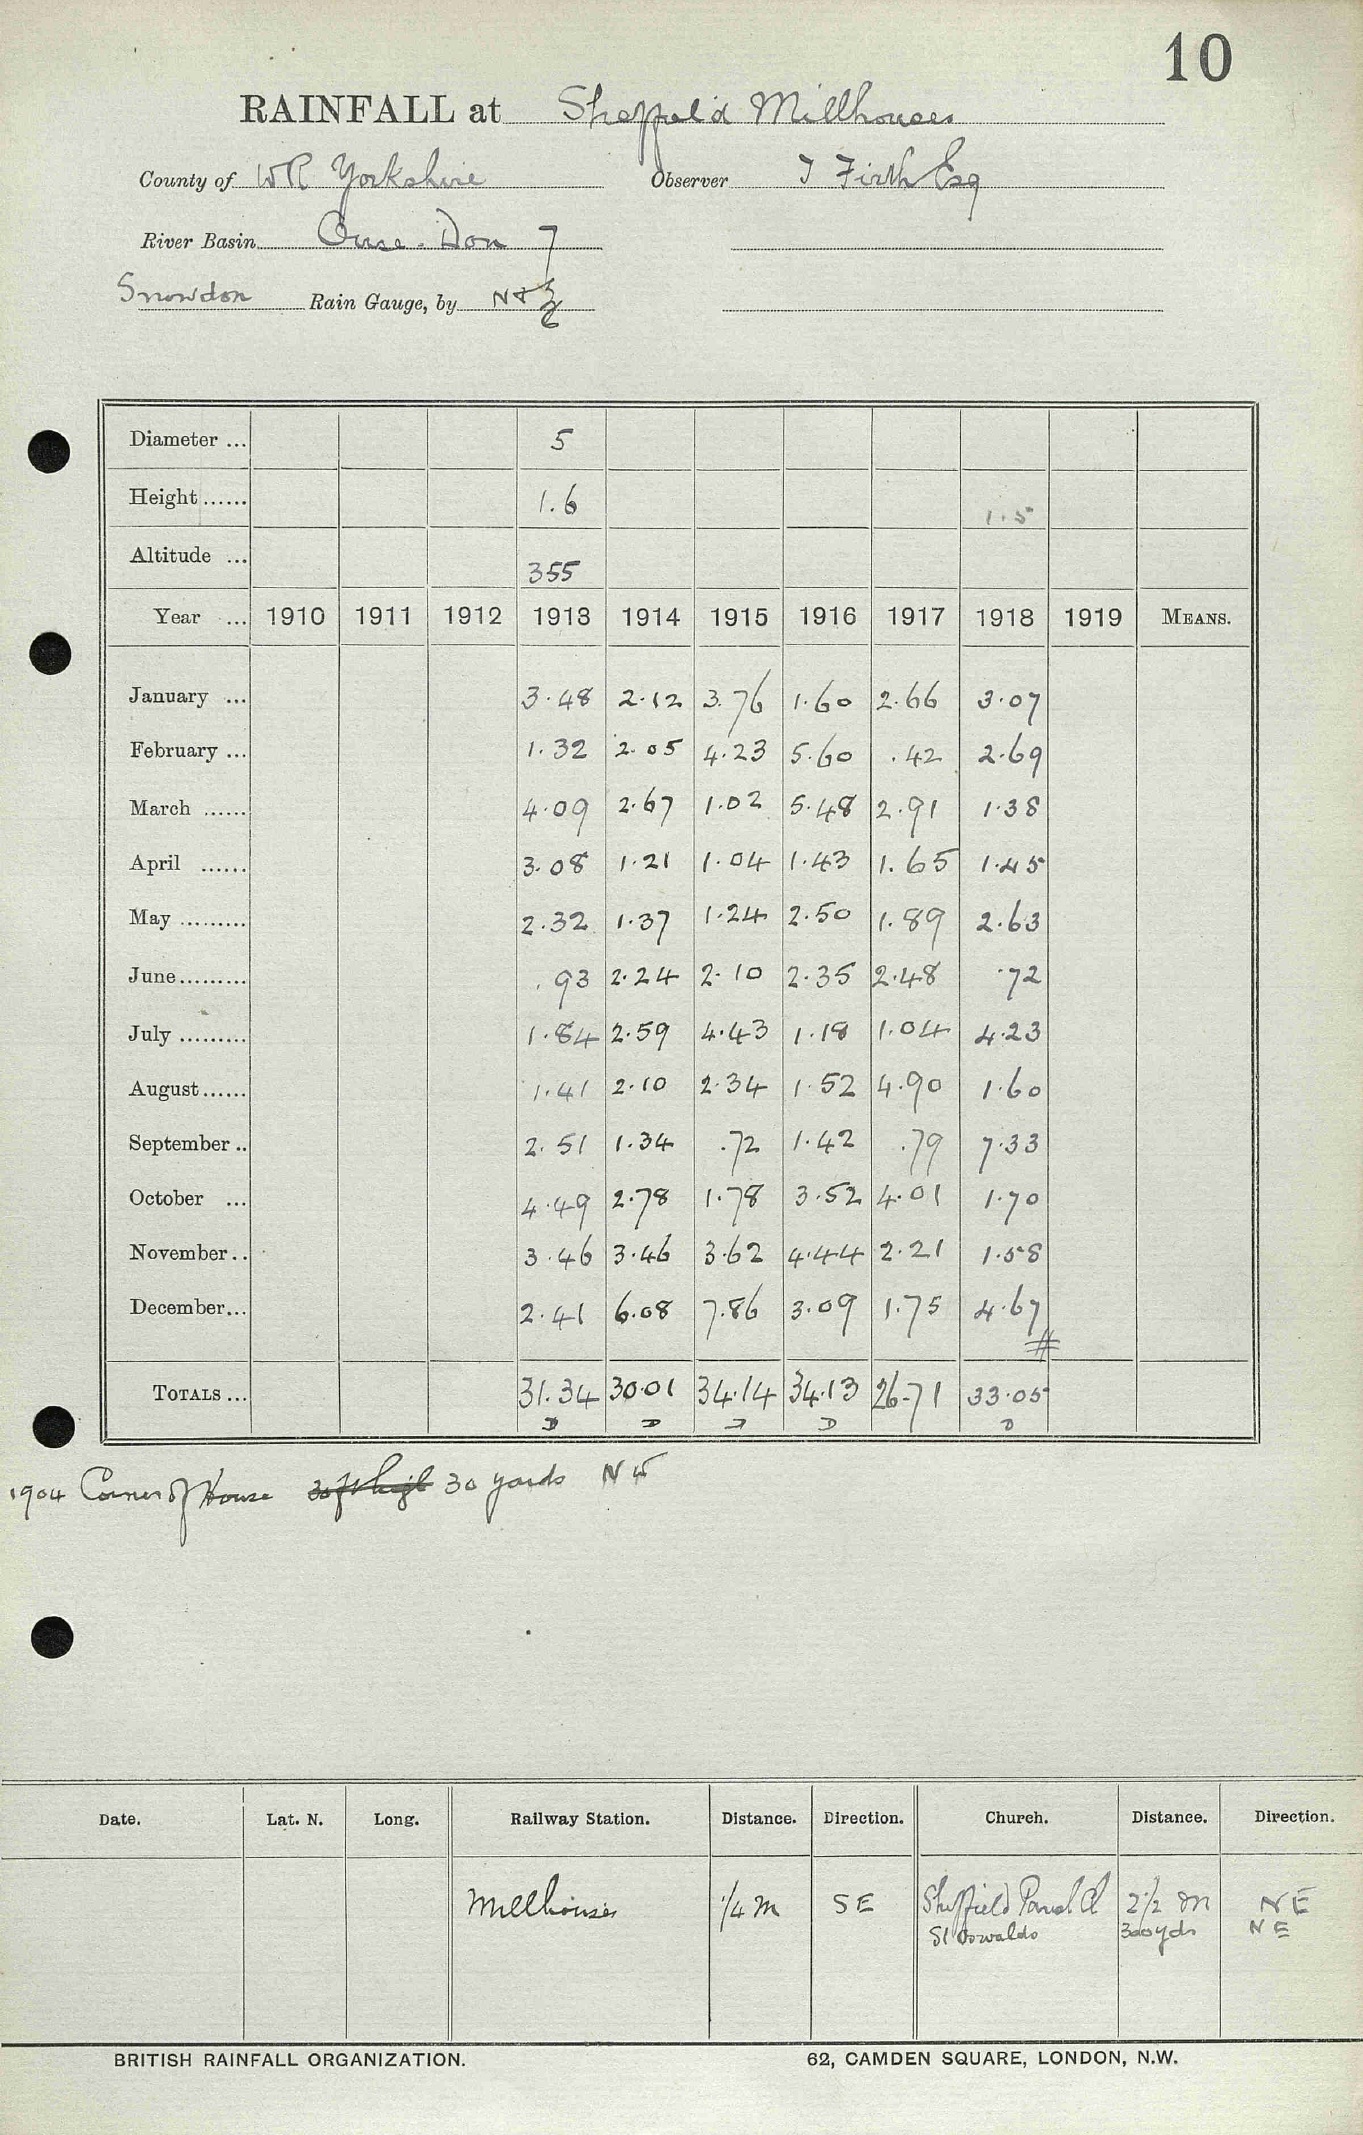 10
RAINFALL at Sheffield Millhouses
County of WR Yorkshire Observer T Firth Esq
River Basin Ouse - Don 7
Snowdon Rain Gauge, by N & Z
Diameter ... 5
Height ...... 1.6 1.5
Altitude ... 355
Year ... 1910 1911 1912 1913 1914 1915 1916 1917 1918 1919 MEANS.
January ... 3.48 2.12 3.76 1.60 2.66 3.07
February ... 1.32 2.05 4.23 5.60 .42 2.69
March ...... 4.09 2.67 1.02 5.48 2.91 1.38
April ...... 3.08 1.21 1.04 1.43 1.65 1.45
May ......... 2.32 1.37 1.24 2.50 1.89 2.63
June ......... .93 2.24 2.10 2.35 2.48 .72
July ......... 1.84 2.59 4.43 1.18 1.04 4.23
August ...... 1.41 2.10 2.34 1.52 4.90 1.60
September .. 2.51 1.34 .72 1.42 .79 7.33
October ... 4.49 2.78 1.78 3.52 4.01 1.70
November .. 3.46 3.46 3.62 4.44 2.21 1.58
December ... 2.41 6.08 7.86 3.09 1.75 4.67
TOTALS ... 31.34 30.01 34.14 34.13 26.71 33.05
D D D D D
1904 Corner of House 30 ft high 30 yards NW
Date. Lat. N. Long. Railway Station. Distance. Direction. Church. Distance. Direction.
Millhouses 1/4 m SE Sheffield Parish Ch 2 1/2 m NE
St Oswalds 300 yds NE
BRITISH RAINFALL ORGANIZATION. 62, CAMDEN SQUARE, LONDON, N.W.